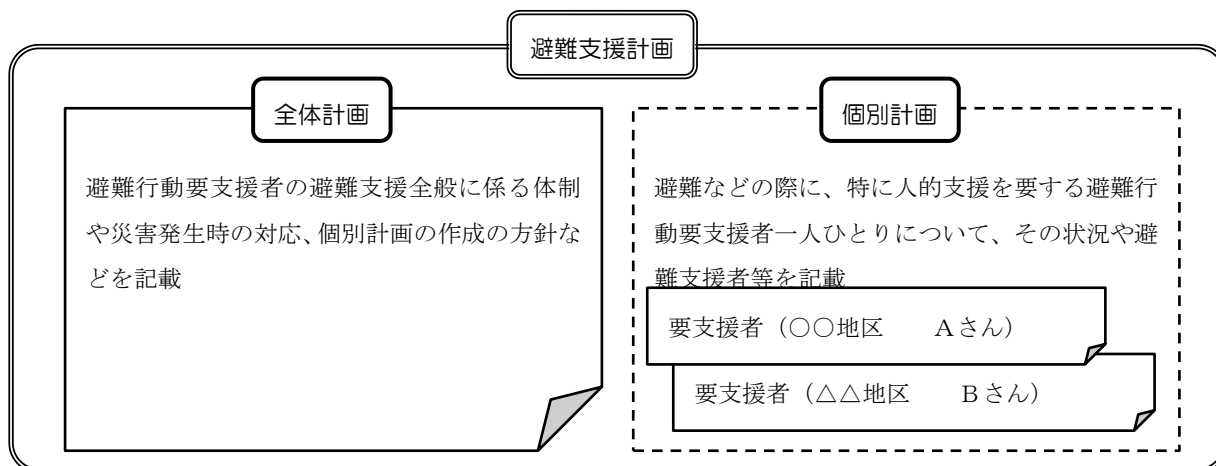 避難支援計画
全体計画
避難行動要支援者の避難支援全般に係る体制
や災害発生時の対応、個別計画の作成の方針な
どを記載
個別計画
避難などの際に、特に人的支援を要する避難行
動要支援者一人ひとりについて、その状況や避
難支援者等を記載
要支援者（○○地区　　Aさん）
要支援者（△△地区　　Bさん）